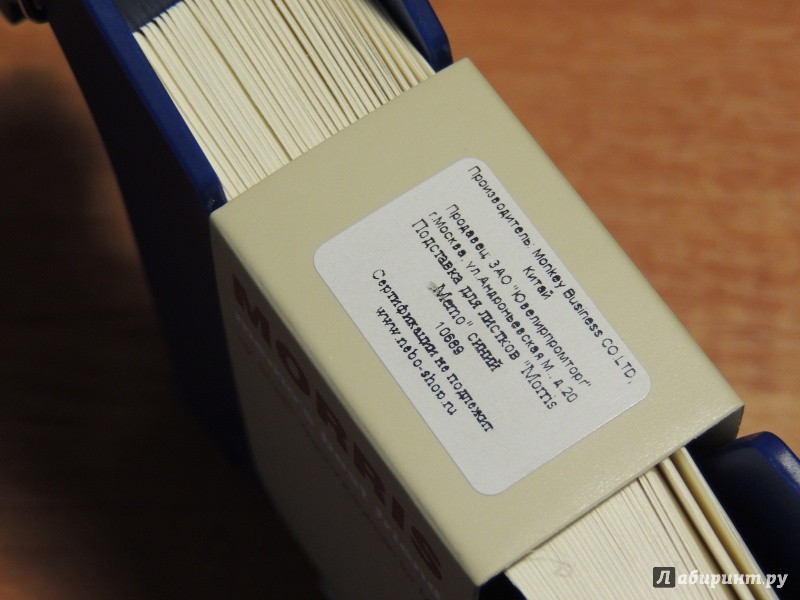 Производитель: Monkey Business CO LTD,
Китай
Продавец: ЗАО "Ювелирпромторг"
г.Москва, ул.Андроньевская М., д.20
Подставка для листков "Morris
Memo" синий
10689
Сертификации не подлежит
www.nebo-shop.ru
MORRIS
Лабиринт.ру